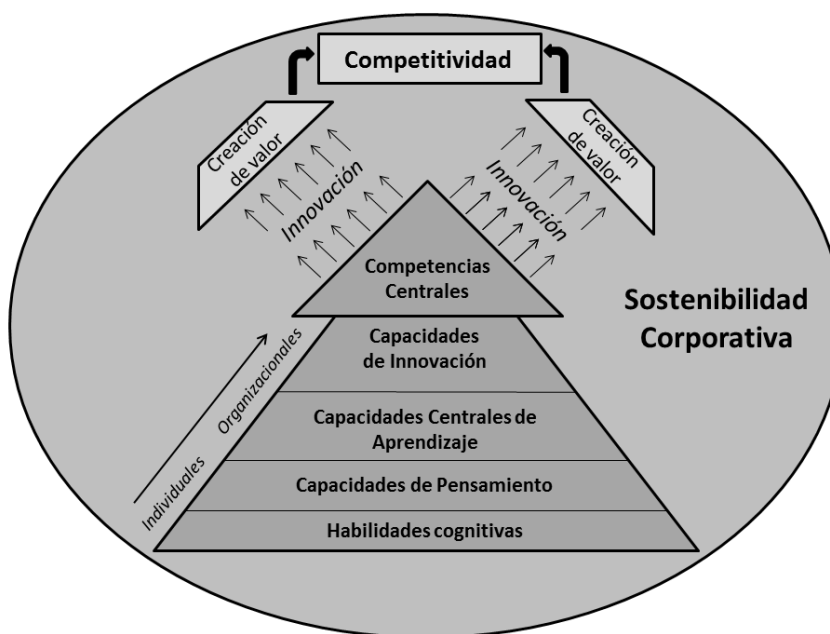 Competitividad
Creación
de valor
Creación
de valor
Innovación
Innovación
Competencias
Centrales
Sostenibilidad
Corporativa
Capacidades
de Innovación
Organizacionales
Capacidades Centrales de
Aprendizaje
Individuales
Capacidades de Pensamiento
Habilidades cognitivas